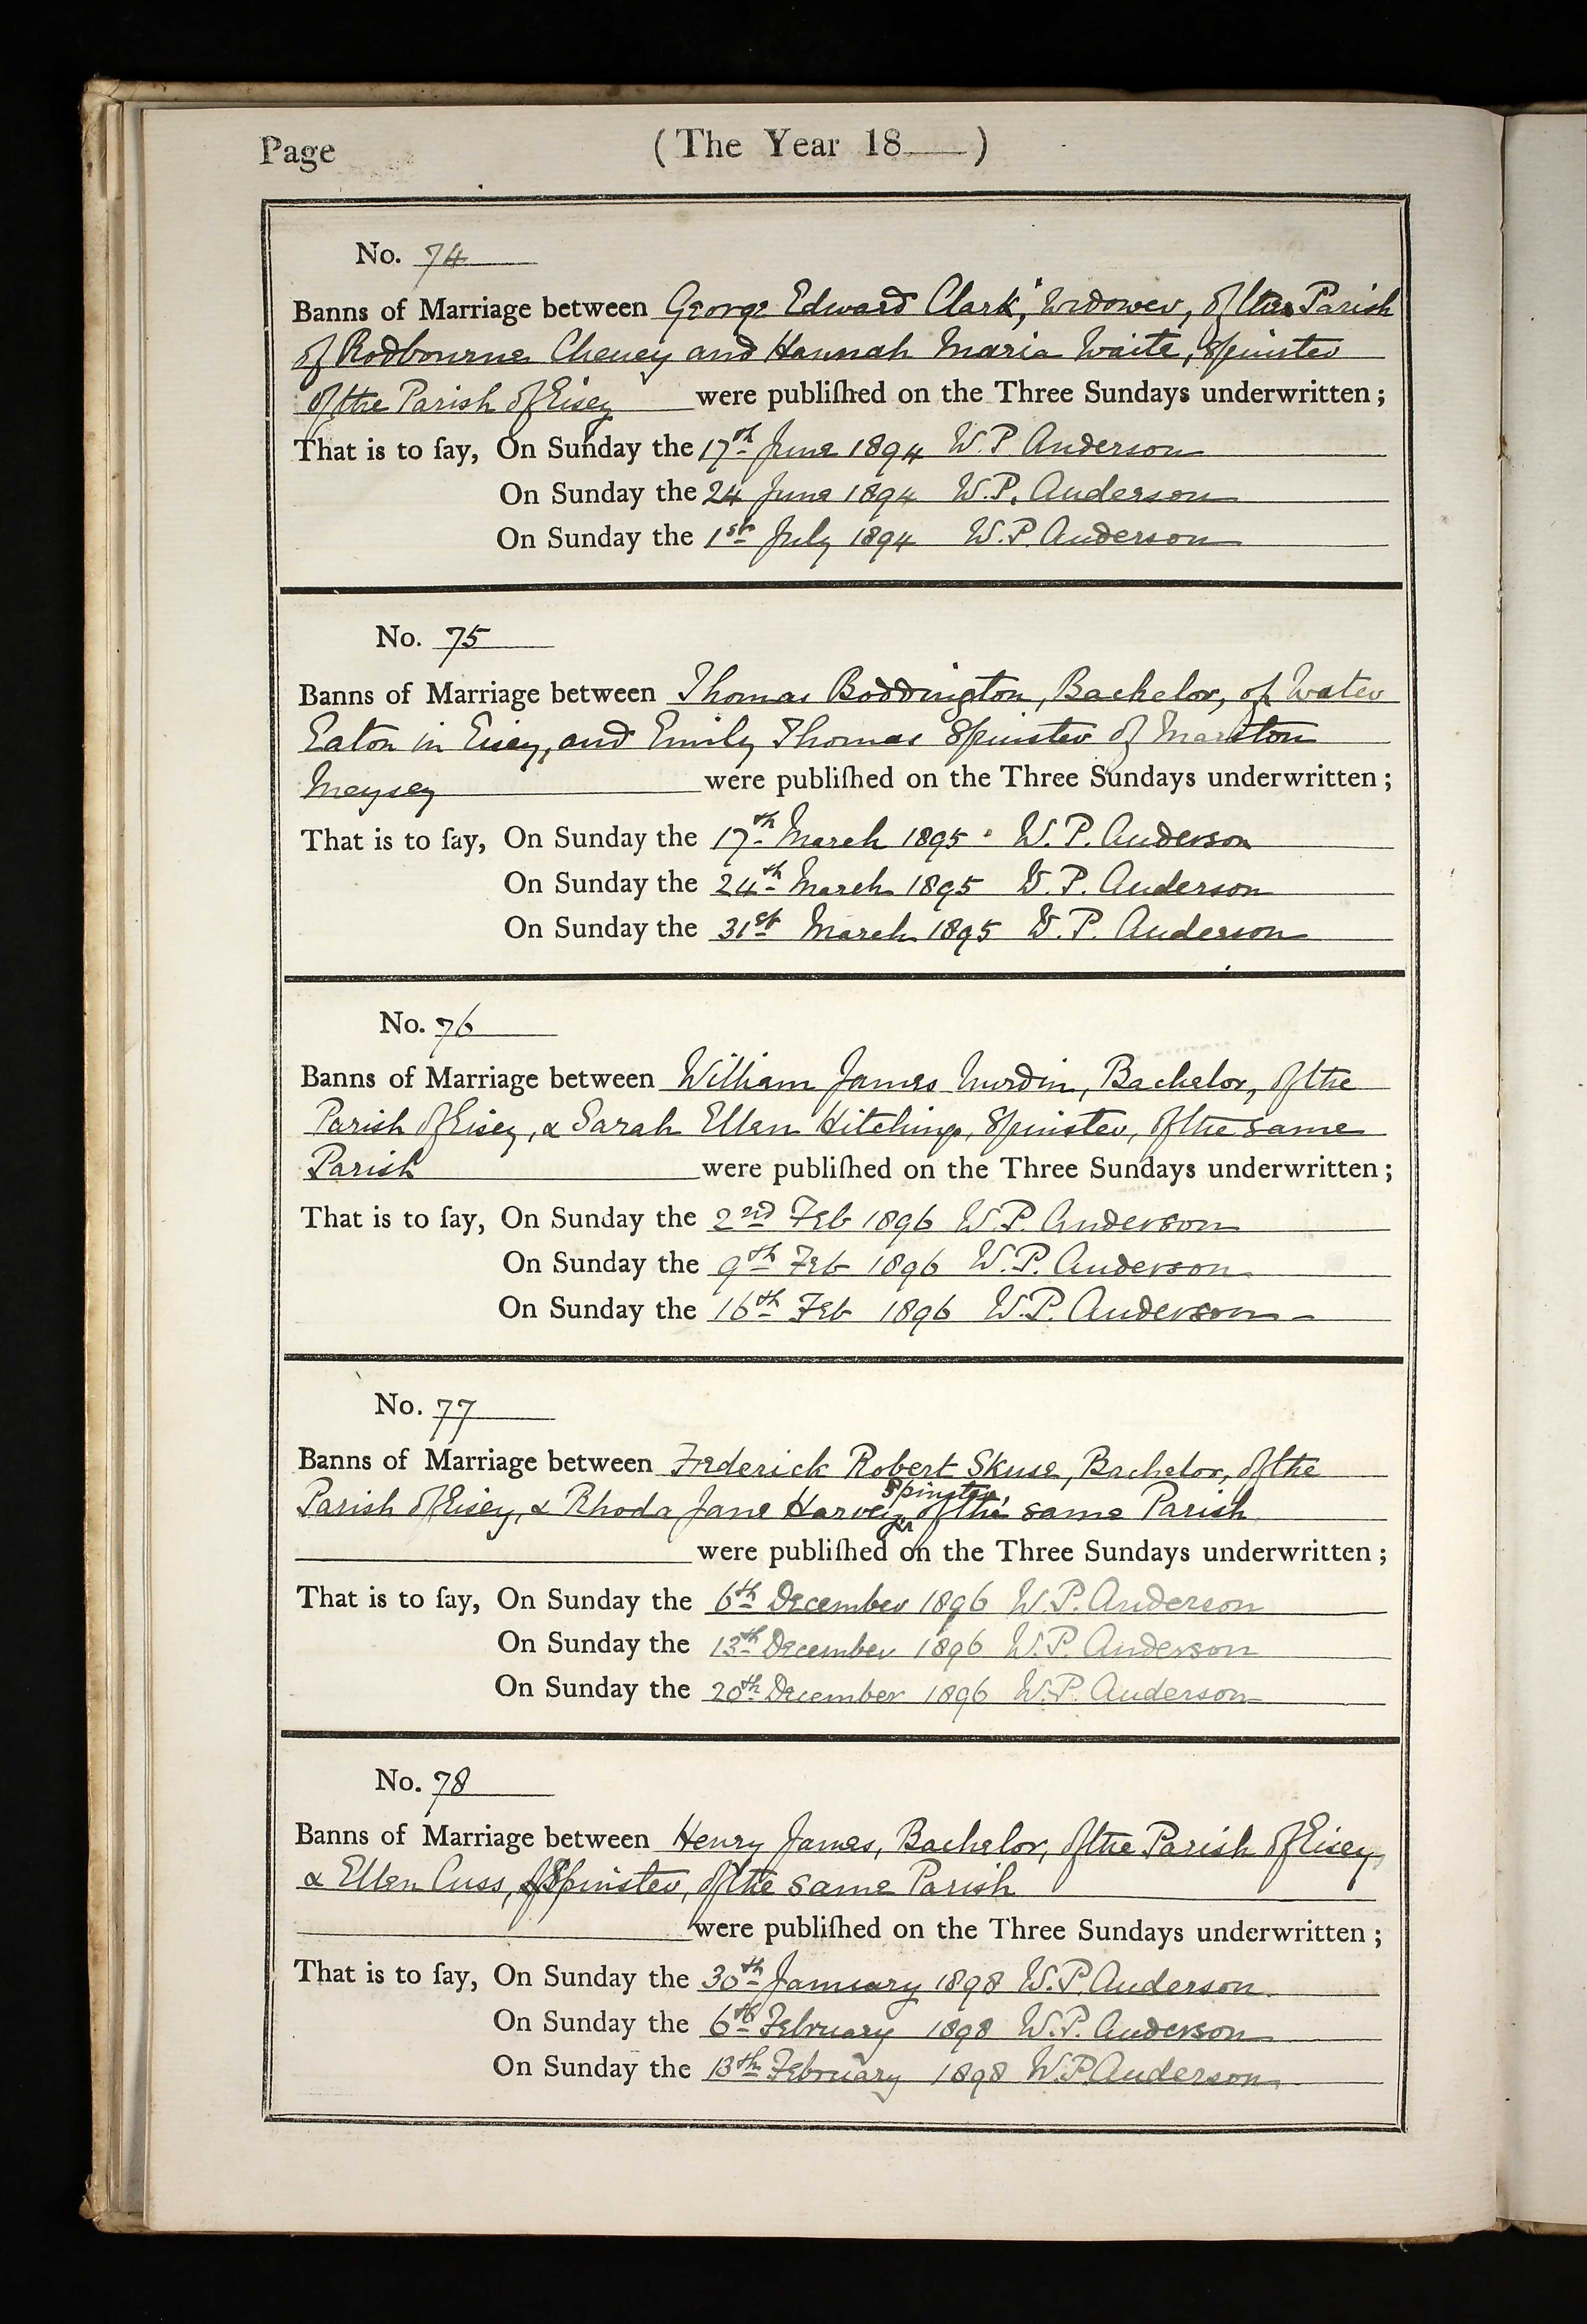 Page (The Year 18 )
No. 74
Banns of Marriage between George Edward Clark, Widower, of the Parish
of Rodbourne Cheney and Hannah Maria Waite, Spinster
of the Parish of Eisey were publiſhed on the Three Sundays underwritten;
That is to ſay, On Sunday the 17th June 1894 W.P. Anderson
On Sunday the 24 June 1894 W.P. Anderson
On Sunday the 1st July 1894 W.P. Anderson
No. 75
Banns of Marriage between Thomas Boddington, Bachelor, of Water
Eaton in Eisey, and Emily Thomas Spinster of Marston
Meysey were publiſhed on the Three Sundays underwritten;
That is to ſay, On Sunday the 17th March 1895 W.P. Anderson
On Sunday the 24th March 1895 W.P. Anderson
On Sunday the 31st March 1895 W.P. Anderson
No. 76
Banns of Marriage between William James Nurdin, Bachelor, of the
Parish of Eisey, & Sarah Ellen Hitchings, Spinster, of the same
Parish were publiſhed on the Three Sundays underwritten;
That is to ſay, On Sunday the 2nd Feb 1896 W.P. Anderson
On Sunday the 9th Feb 1896 W.P. Anderson
On Sunday the 16th Feb 1896 W.P. Anderson
No. 77
Banns of Marriage between Frederick Robert Skuse, Bachelor, of the
Spinster,
Parish of Eisey, & Rhoda Jane Harvey of the same Parish
were publiſhed on the Three Sundays underwritten;
That is to ſay, On Sunday the 6th December 1896 W.P. Anderson
On Sunday the 13th December 1896 W.P. Anderson
On Sunday the 20th December 1896 W.P. Anderson
No. 78
Banns of Marriage between Henry James, Bachelor, of the Parish of Eisey,
& Ellen Cuss, Spinster, of the same Parish
were publiſhed on the Three Sundays underwritten;
That is to ſay, On Sunday the 30th January 1898 W.P. Anderson
On Sunday the 6th February 1898 W.P. Anderson
On Sunday the 13th February 1898 W.P. Anderson